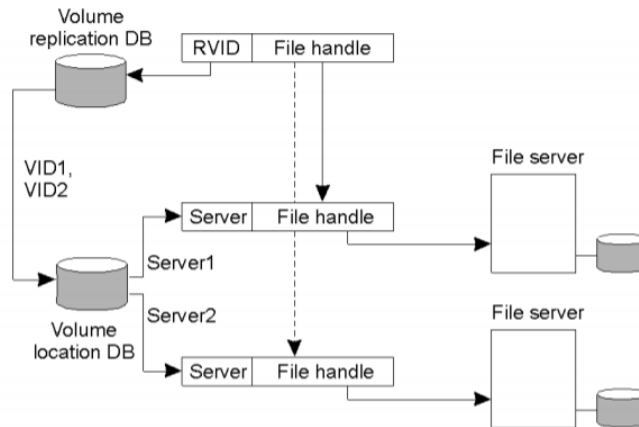 Volume
replication DB
RVID
File handle
VID1,
VID2
File server
Server
File handle
Server1
Server2
Volume
location DB
File server
Server
File handle